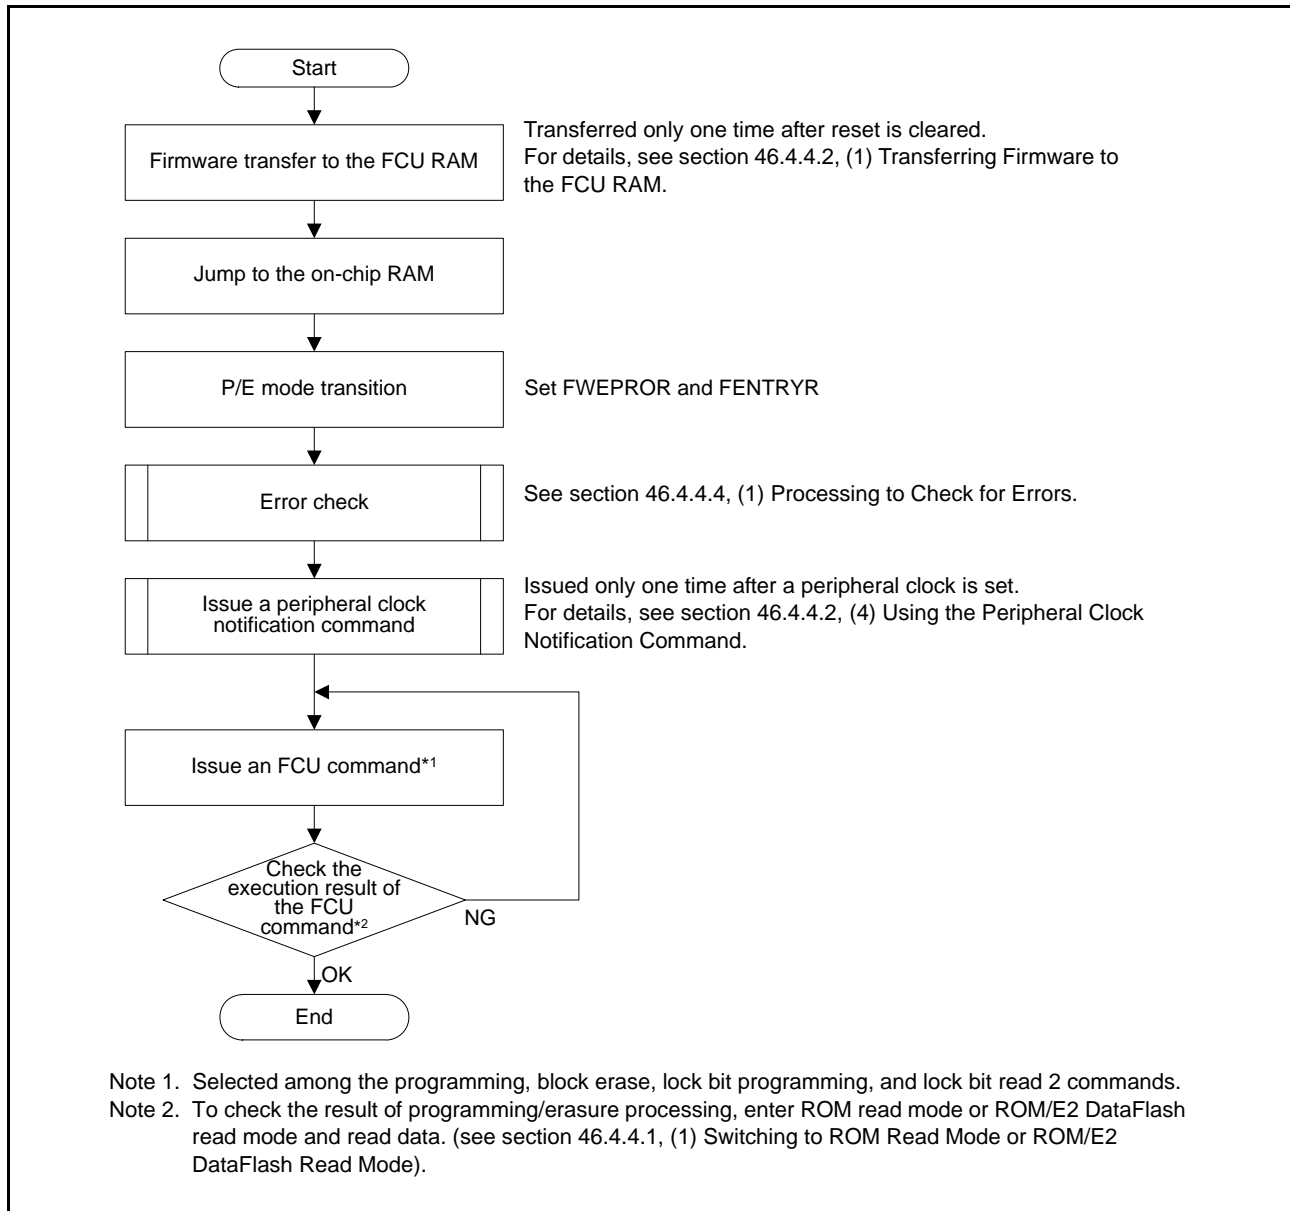 Start
Firmware transfer to the FCU RAM
Transferred only one time after reset is cleared.
For details, see section 46.4.4.2, (1) Transferring Firmware to
the FCU RAM.
Jump to the on-chip RAM
P/E mode transition
Set FWEPROR and FENTRYR
Error check
See section 46.4.4.4, (1) Processing to Check for Errors.
Issue a peripheral clock
notification command
Issued only one time after a peripheral clock is set.
For details, see section 46.4.4.2, (4) Using the Peripheral Clock
Notification Command.
Issue an FCU command*1
Check the
execution result of
the FCU
command*2
NG
OK
End
Note 1. Selected among the programming, block erase, lock bit programming, and lock bit read 2 commands.
Note 2. To check the result of programming/erasure processing, enter ROM read mode or ROM/E2 DataFlash
read mode and read data. (see section 46.4.4.1, (1) Switching to ROM Read Mode or ROM/E2
DataFlash Read Mode).